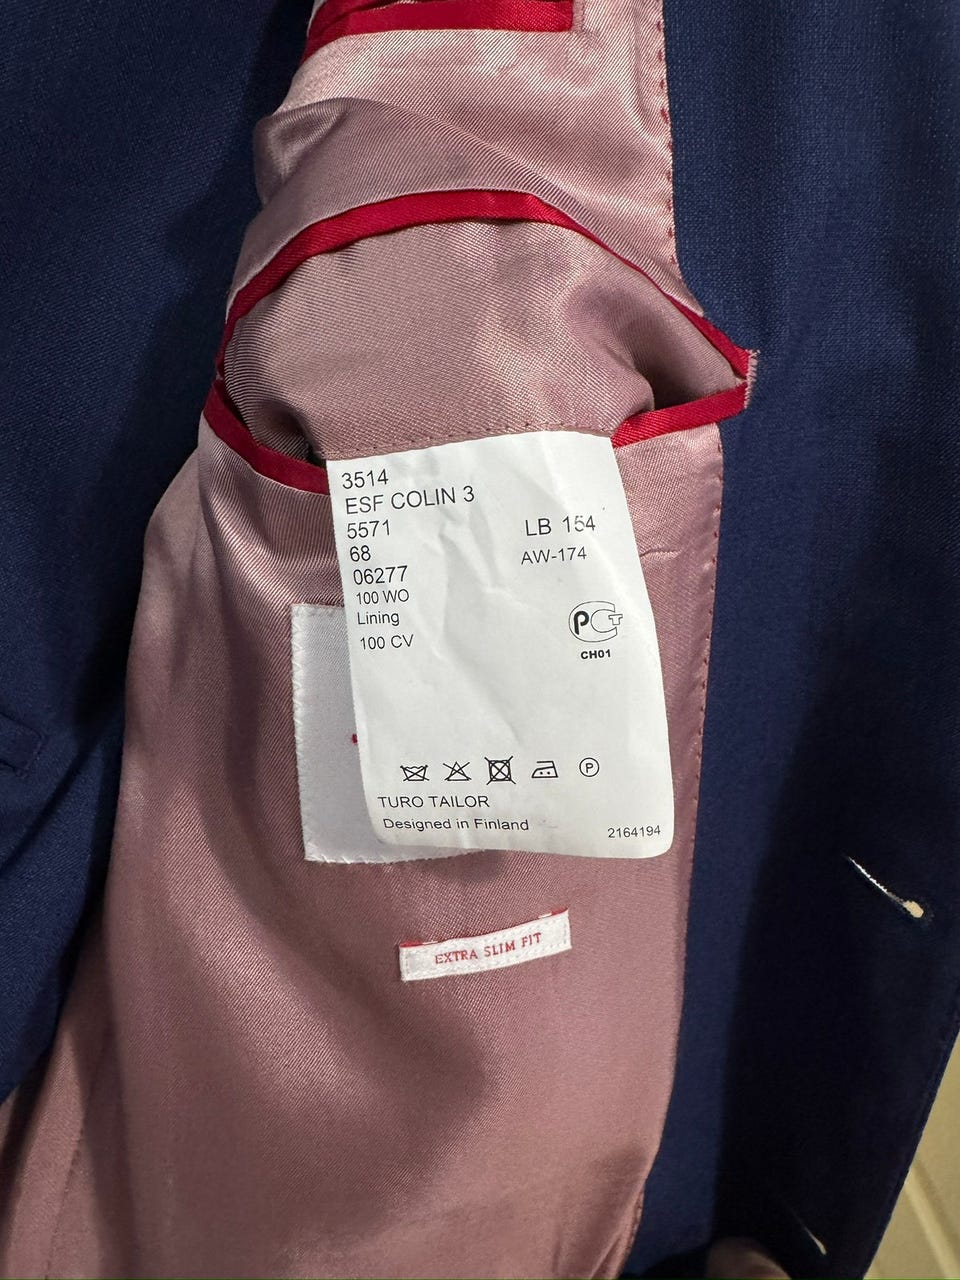 3514
ESF COLIN 3
5571
LB 154
68
AW-174
06277
100 WO
Lining
100 CV
PCT
CH01
P
TURO TAILOR
Designed in Finland
2164194
EXTRA SLIM FIT